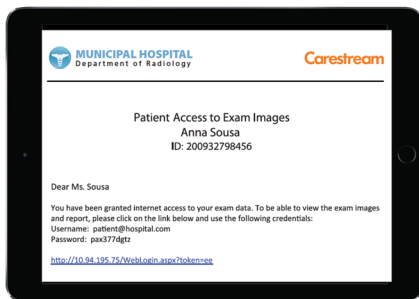 MUNICIPAL HOSPITAL
Department of Radiology
Carestream
Patient Access to Exam Images
Anna Sousa
ID: 200932798456
Dear Ms. Sousa
You have been granted internet access to your exam data. To be able to view the exam images
and report, please click on the link below and use the following credentials:
Username: patient@hospital.com
Password: pax377dgtz
http://10.94.195.75/WebLogin.aspx?token=ee